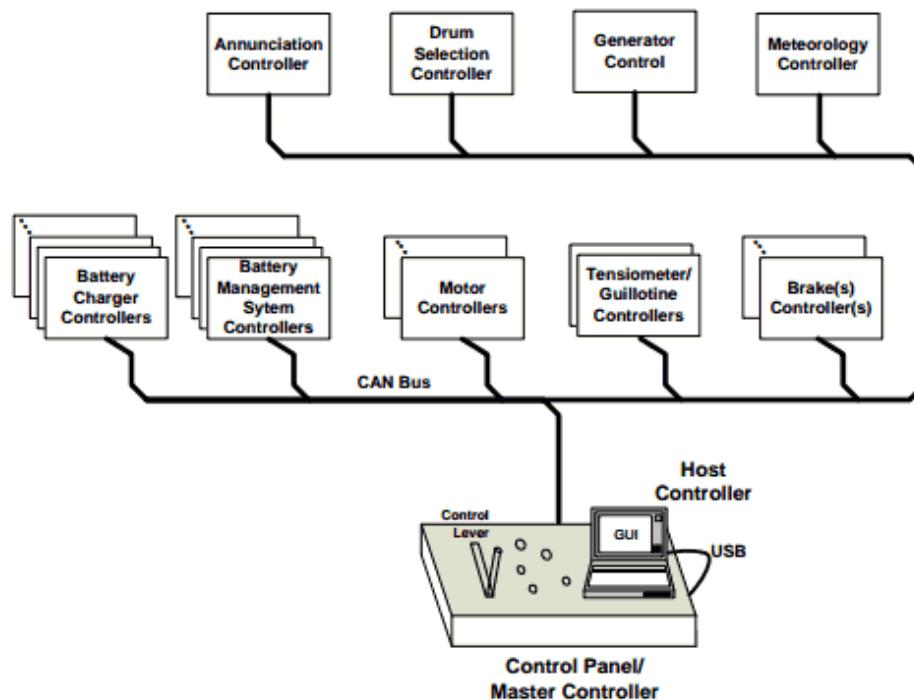 Annunciation
Controller
Drum
Selection
Controller
Generator
Control
Meteorology
Controller
Battery
Charger
Controllers
Battery
Management
Sytem
Controllers
Motor
Controllers
Tensiometer/
Guillotine
Controllers
Brake(s)
Controller(s)
CAN Bus
Host
Controller
Control
Lever
GUI
USB
Control Panel/
Master Controller